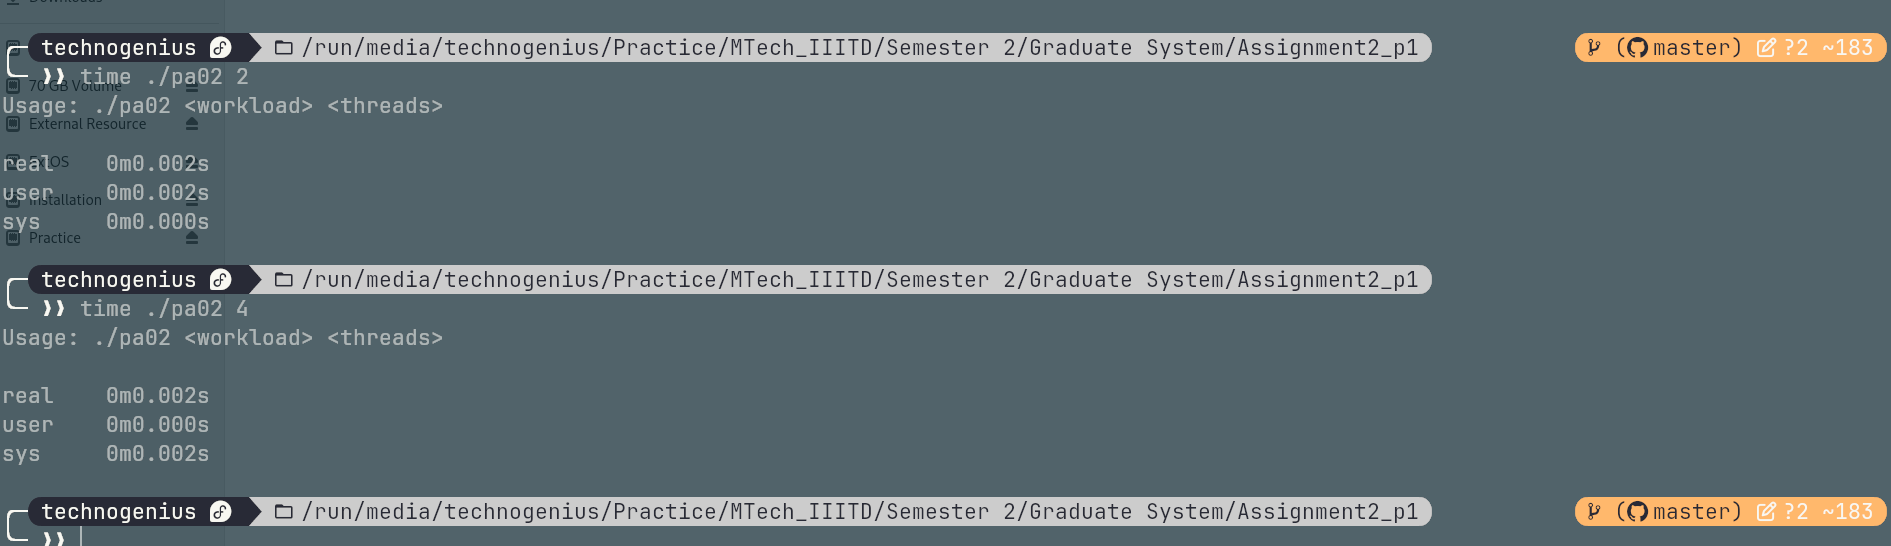 Downloads
technogenius /run/media/technogenius/Practice/MTech_IIITD/Semester 2/Graduate System/Assignment2_p1 (master) ?2 ~183
❯❯ time ./pa02 2
70 GB Volume
Usage: ./pa02 <workload> <threads>
External Resource
real 0m0.002s
user 0m0.002s
Installation
sys 0m0.000s
Practice
technogenius /run/media/technogenius/Practice/MTech_IIITD/Semester 2/Graduate System/Assignment2_p1
❯❯ time ./pa02 4
Usage: ./pa02 <workload> <threads>
real 0m0.002s
user 0m0.000s
sys 0m0.002s
technogenius /run/media/technogenius/Practice/MTech_IIITD/Semester 2/Graduate System/Assignment2_p1 (master) ?2 ~183
❯❯